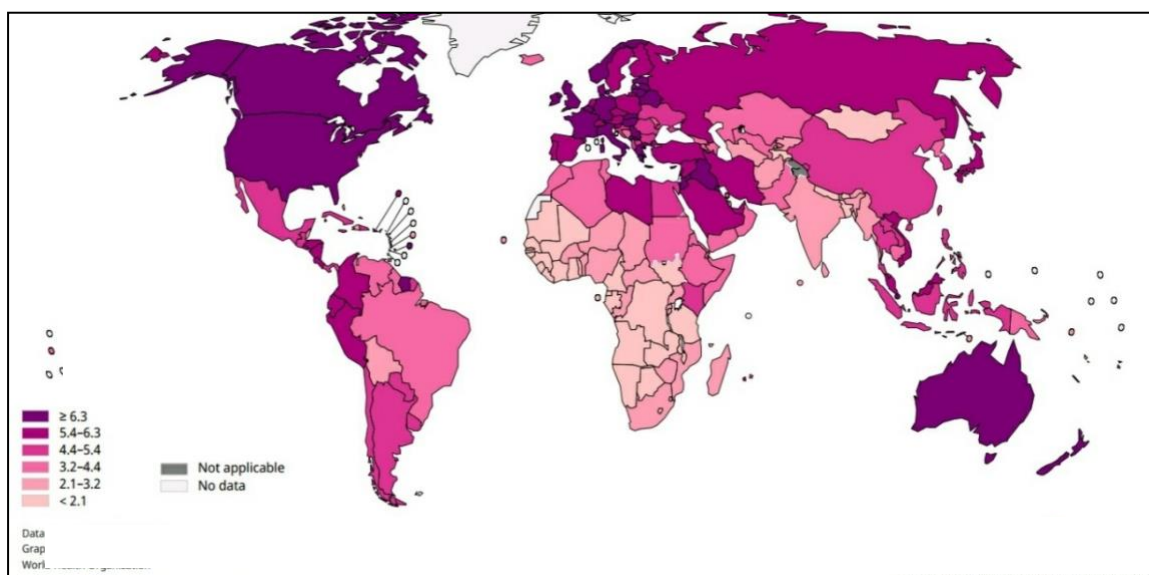 ≥ 6.3
5.4–6.3
4.4–5.4
3.2–4.4
2.1–3.2
< 2.1
Not applicable
No data
Data
Grap